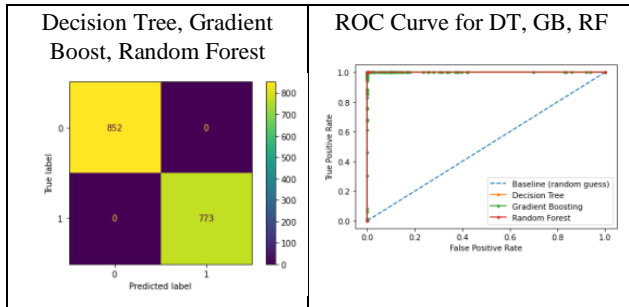 Decision Tree, Gradient
Boost, Random Forest
ROC Curve for DT, GB, RF
0
1
True label
852
0
0
773
0
1
Predicted label
800
700
600
500
400
300
200
100
0
1.0
0.8
0.6
0.4
0.2
0.0
True Positive Rate
Baseline (random guess)
Decision Tree
Gradient Boosting
Random Forest
0.0
0.2
0.4
0.6
0.8
1.0
False Positive Rate